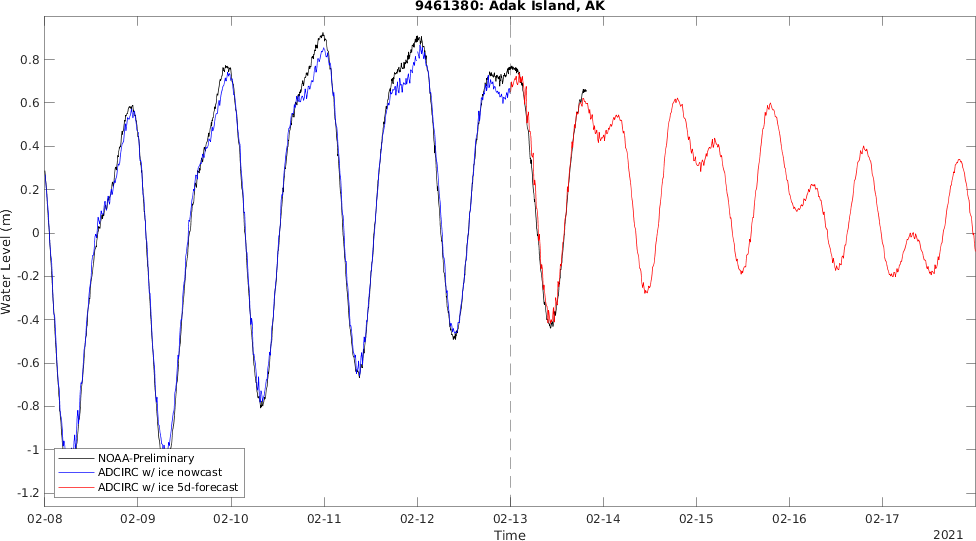 9461380: Adak Island, AK
0.8
0.6
0.4
0.2
0
-0.2
-0.4
-0.6
-0.8
-1
-1.2
Water Level (m)
NOAA-Preliminary
ADCIRC w/ ice nowcast
ADCIRC w/ ice 5d-forecast
02-08 02-09 02-10 02-11 02-12 02-13 02-14 02-15 02-16 02-17
Time
2021